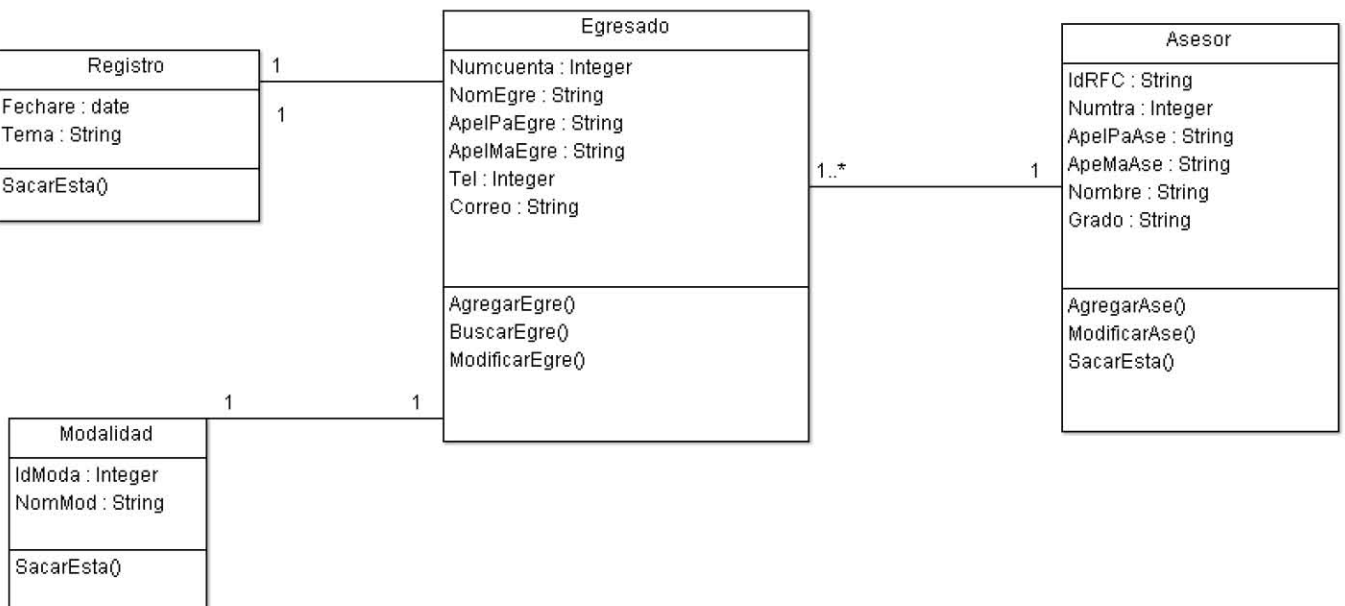 Registro
Fechare : date
Tema : String
SacarEsta()
1
1
Egresado
Numcuenta : Integer
NomEgre : String
ApelPaEgre : String
ApelMaEgre : String
Tel : Integer
Correo : String
AgregarEgre()
BuscarEgre()
ModificarEgre()
1..*
1
Asesor
IdRFC : String
Numtra : Integer
ApelPaAse : String
ApeMaAse : String
Nombre : String
Grado : String
AgregarAse()
ModificarAse()
SacarEsta()
1
1
Modalidad
IdModa : Integer
NomMod : String
SacarEsta()